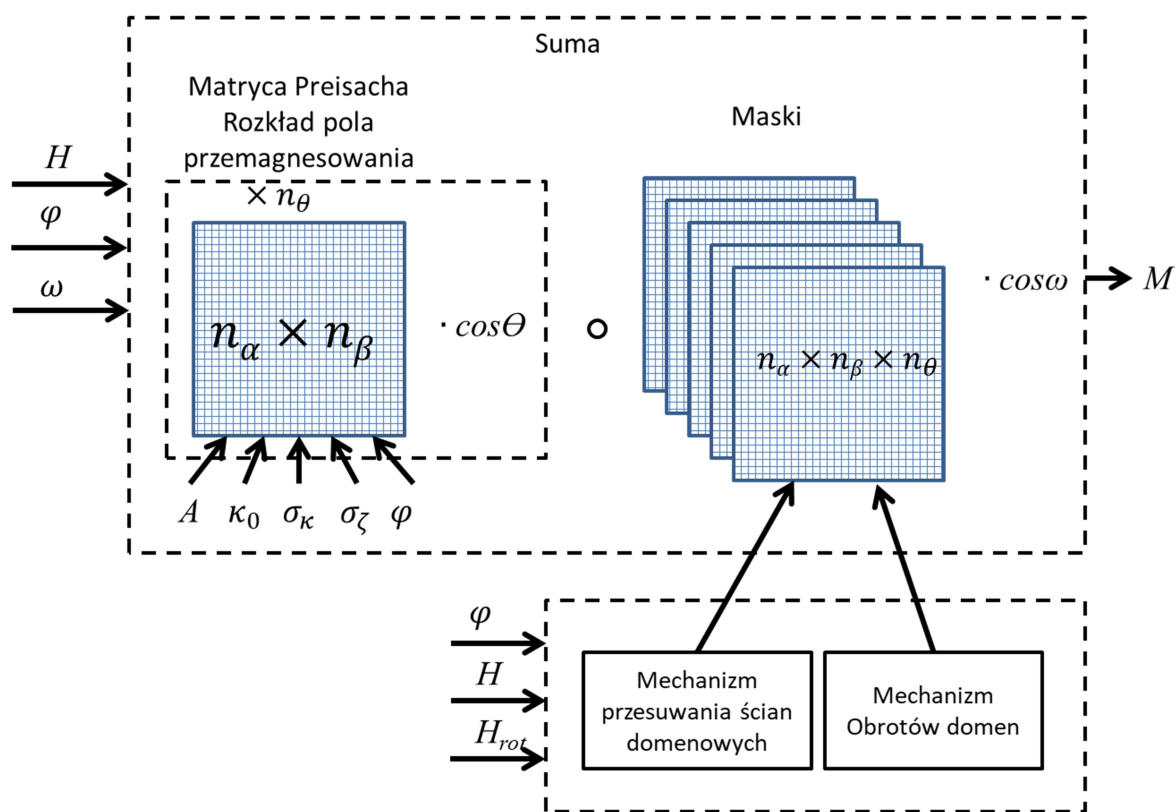 Suma
Matryca Preisacha
Rozkład pola
przemagnesowania
Maski
H
φ
ω
× n_θ
n_α × n_β
· cosΘ
n_α × n_β × n_θ
· cosω
M
A κ_0 σ_κ σ_ζ φ
φ
H
H_rot
Mechanizm
przesuwania ścian
domenowych
Mechanizm
Obrotów domen